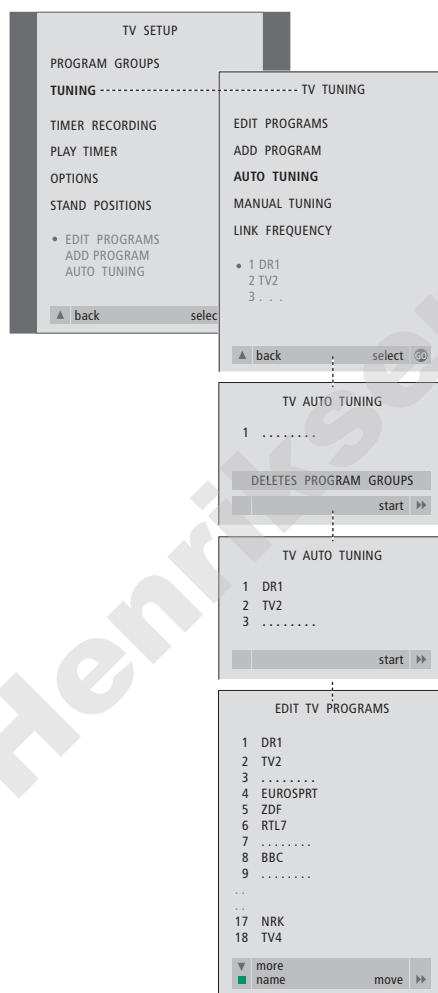 TV SETUP
PROGRAM GROUPS
TUNING
TIMER RECORDING
PLAY TIMER
OPTIONS
STAND POSITIONS
• EDIT PROGRAMS
ADD PROGRAM
AUTO TUNING
▲ back selec
TV TUNING
EDIT PROGRAMS
ADD PROGRAM
AUTO TUNING
MANUAL TUNING
LINK FREQUENCY
• 1 DR1
2 TV2
3 . . .
▲ back select GO
TV AUTO TUNING
1 ........
DELETES PROGRAM GROUPS
start ▶▶
TV AUTO TUNING
1 DR1
2 TV2
3 ........
start ▶▶
EDIT TV PROGRAMS
1 DR1
2 TV2
3 ........
4 EUROSPRT
5 ZDF
6 RTL7
7 ........
8 BBC
9 ........
. .
. .
17 NRK
18 TV4
▼ more
■ name move ▶▶
Henrikse